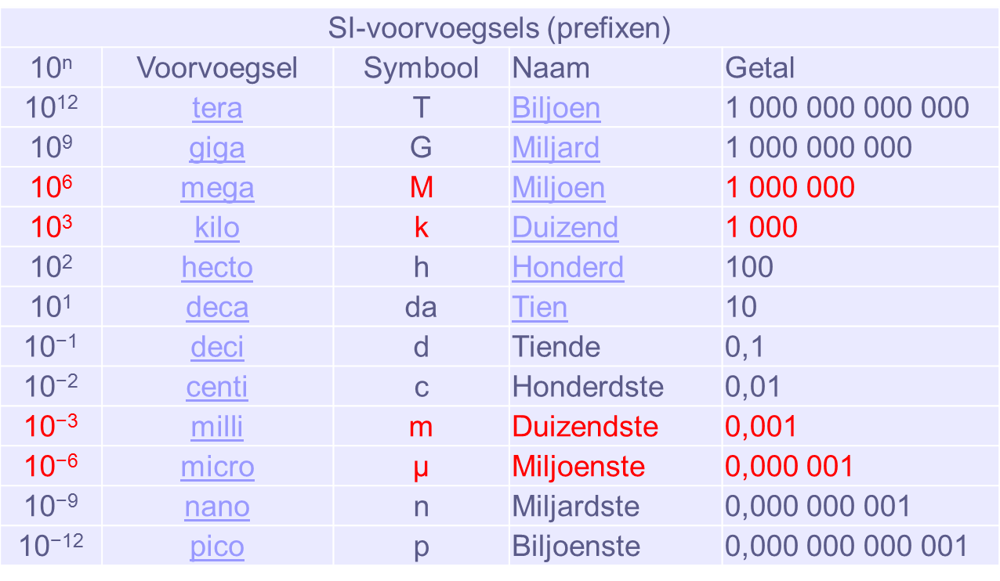 SI-voorvoegsels (prefixen)
10ⁿ Voorvoegsel Symbool Naam Getal
10¹² tera T Biljoen 1 000 000 000 000
10⁹ giga G Miljard 1 000 000 000
10⁶ mega M Miljoen 1 000 000
10³ kilo k Duizend 1 000
10² hecto h Honderd 100
10¹ deca da Tien 10
10⁻¹ deci d Tiende 0,1
10⁻² centi c Honderdste 0,01
10⁻³ milli m Duizendste 0,001
10⁻⁶ micro µ Miljoenste 0,000 001
10⁻⁹ nano n Miljardste 0,000 000 001
10⁻¹² pico p Biljoenste 0,000 000 000 001